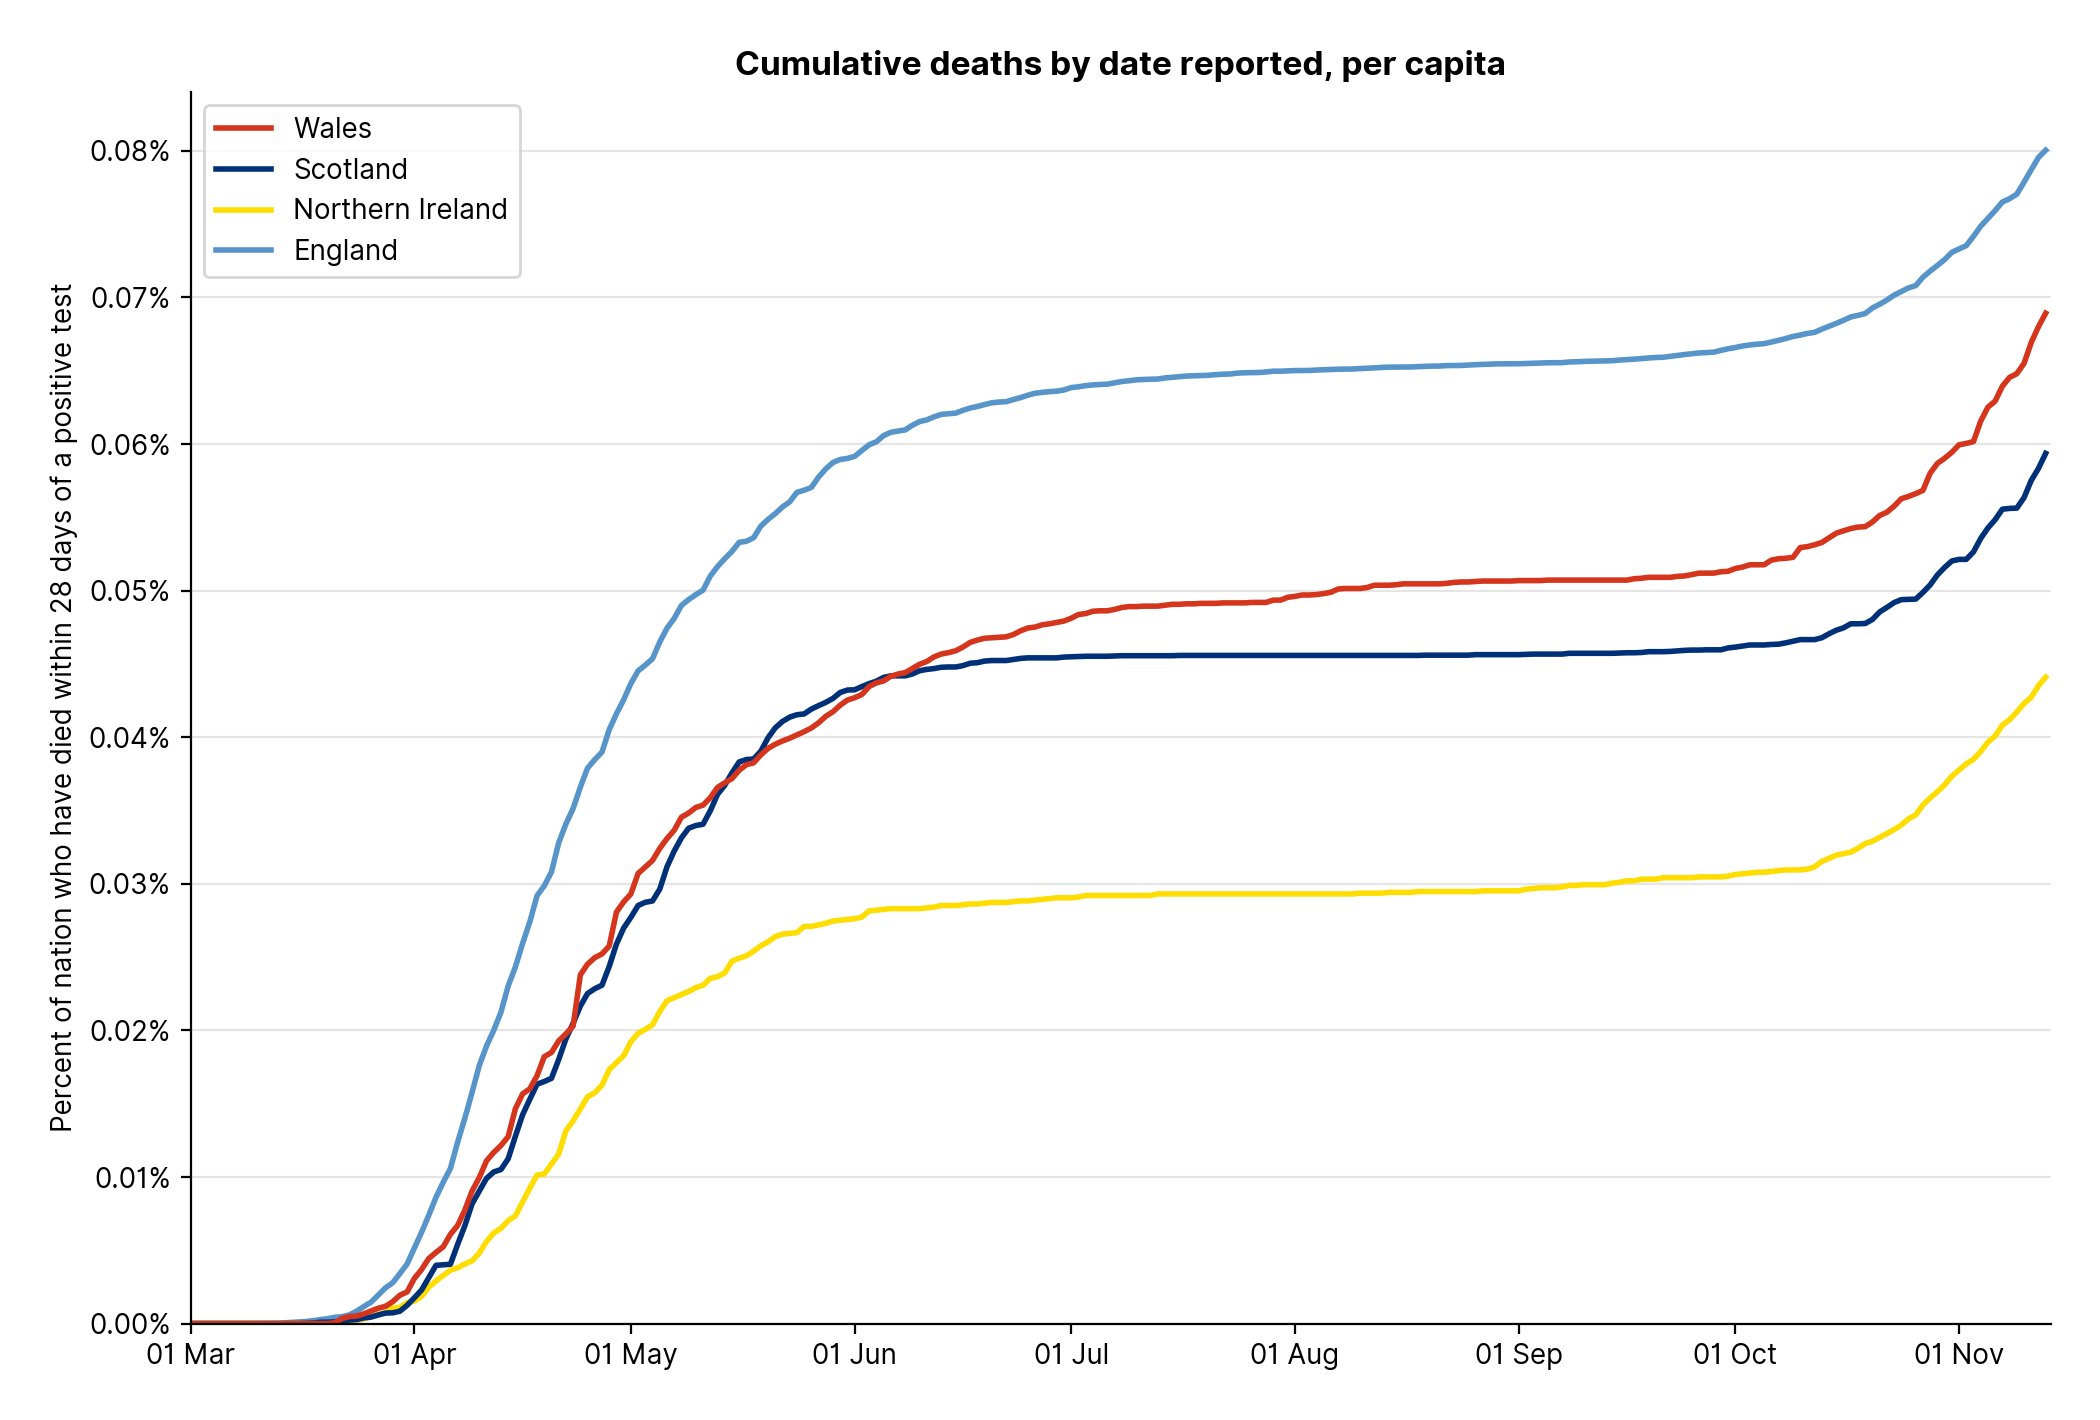 Cumulative deaths by date reported, per capita
Wales
Scotland
Northern Ireland
England
Percent of nation who have died within 28 days of a positive test
0.08%
0.07%
0.06%
0.05%
0.04%
0.03%
0.02%
0.01%
0.00%
01 Mar
01 Apr
01 May
01 Jun
01 Jul
01 Aug
01 Sep
01 Oct
01 Nov